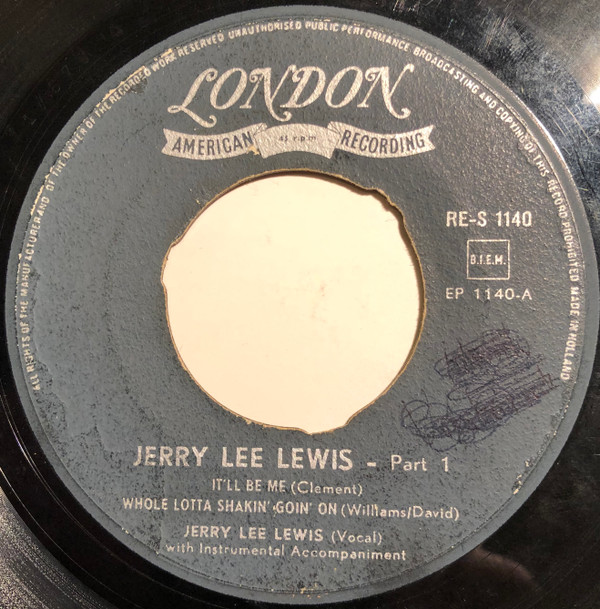 ALL RIGHTS OF THE MANUFACTURER AND OF THE OWNER OF THE RECORDED WORK RESERVED UNAUTHORISED PUBLIC PERFORMANCE BROADCASTING AND COPYING OF THIS RECORD PROHIBITED MADE IN HOLLAND
LONDON
AMERICAN 45 r.p.m. RECORDING
RE-S 1140
B.I.E.M.
EP 1140-A
JERRY LEE LEWIS - Part 1
IT'LL BE ME (Clement)
WHOLE LOTTA SHAKIN' GOIN' ON (Williams/David)
JERRY LEE LEWIS (Vocal)
with Instrumental Accompaniment